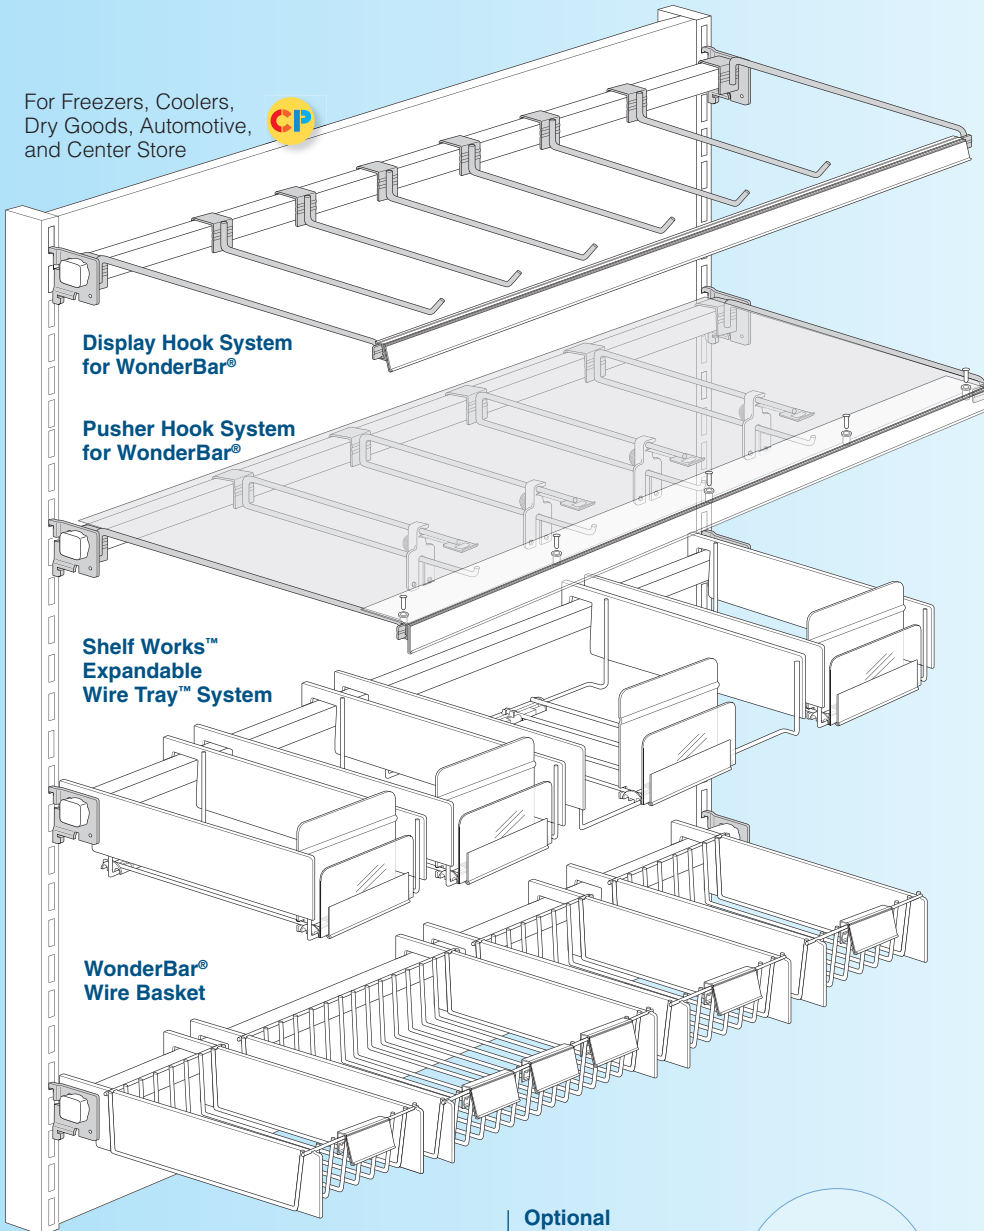 For Freezers, Coolers,
Dry Goods, Automotive,
and Center Store
CP
Display Hook System
for WonderBar®
Pusher Hook System
for WonderBar®
Shelf Works™
Expandable
Wire Tray™ System
WonderBar®
Wire Basket
Optional